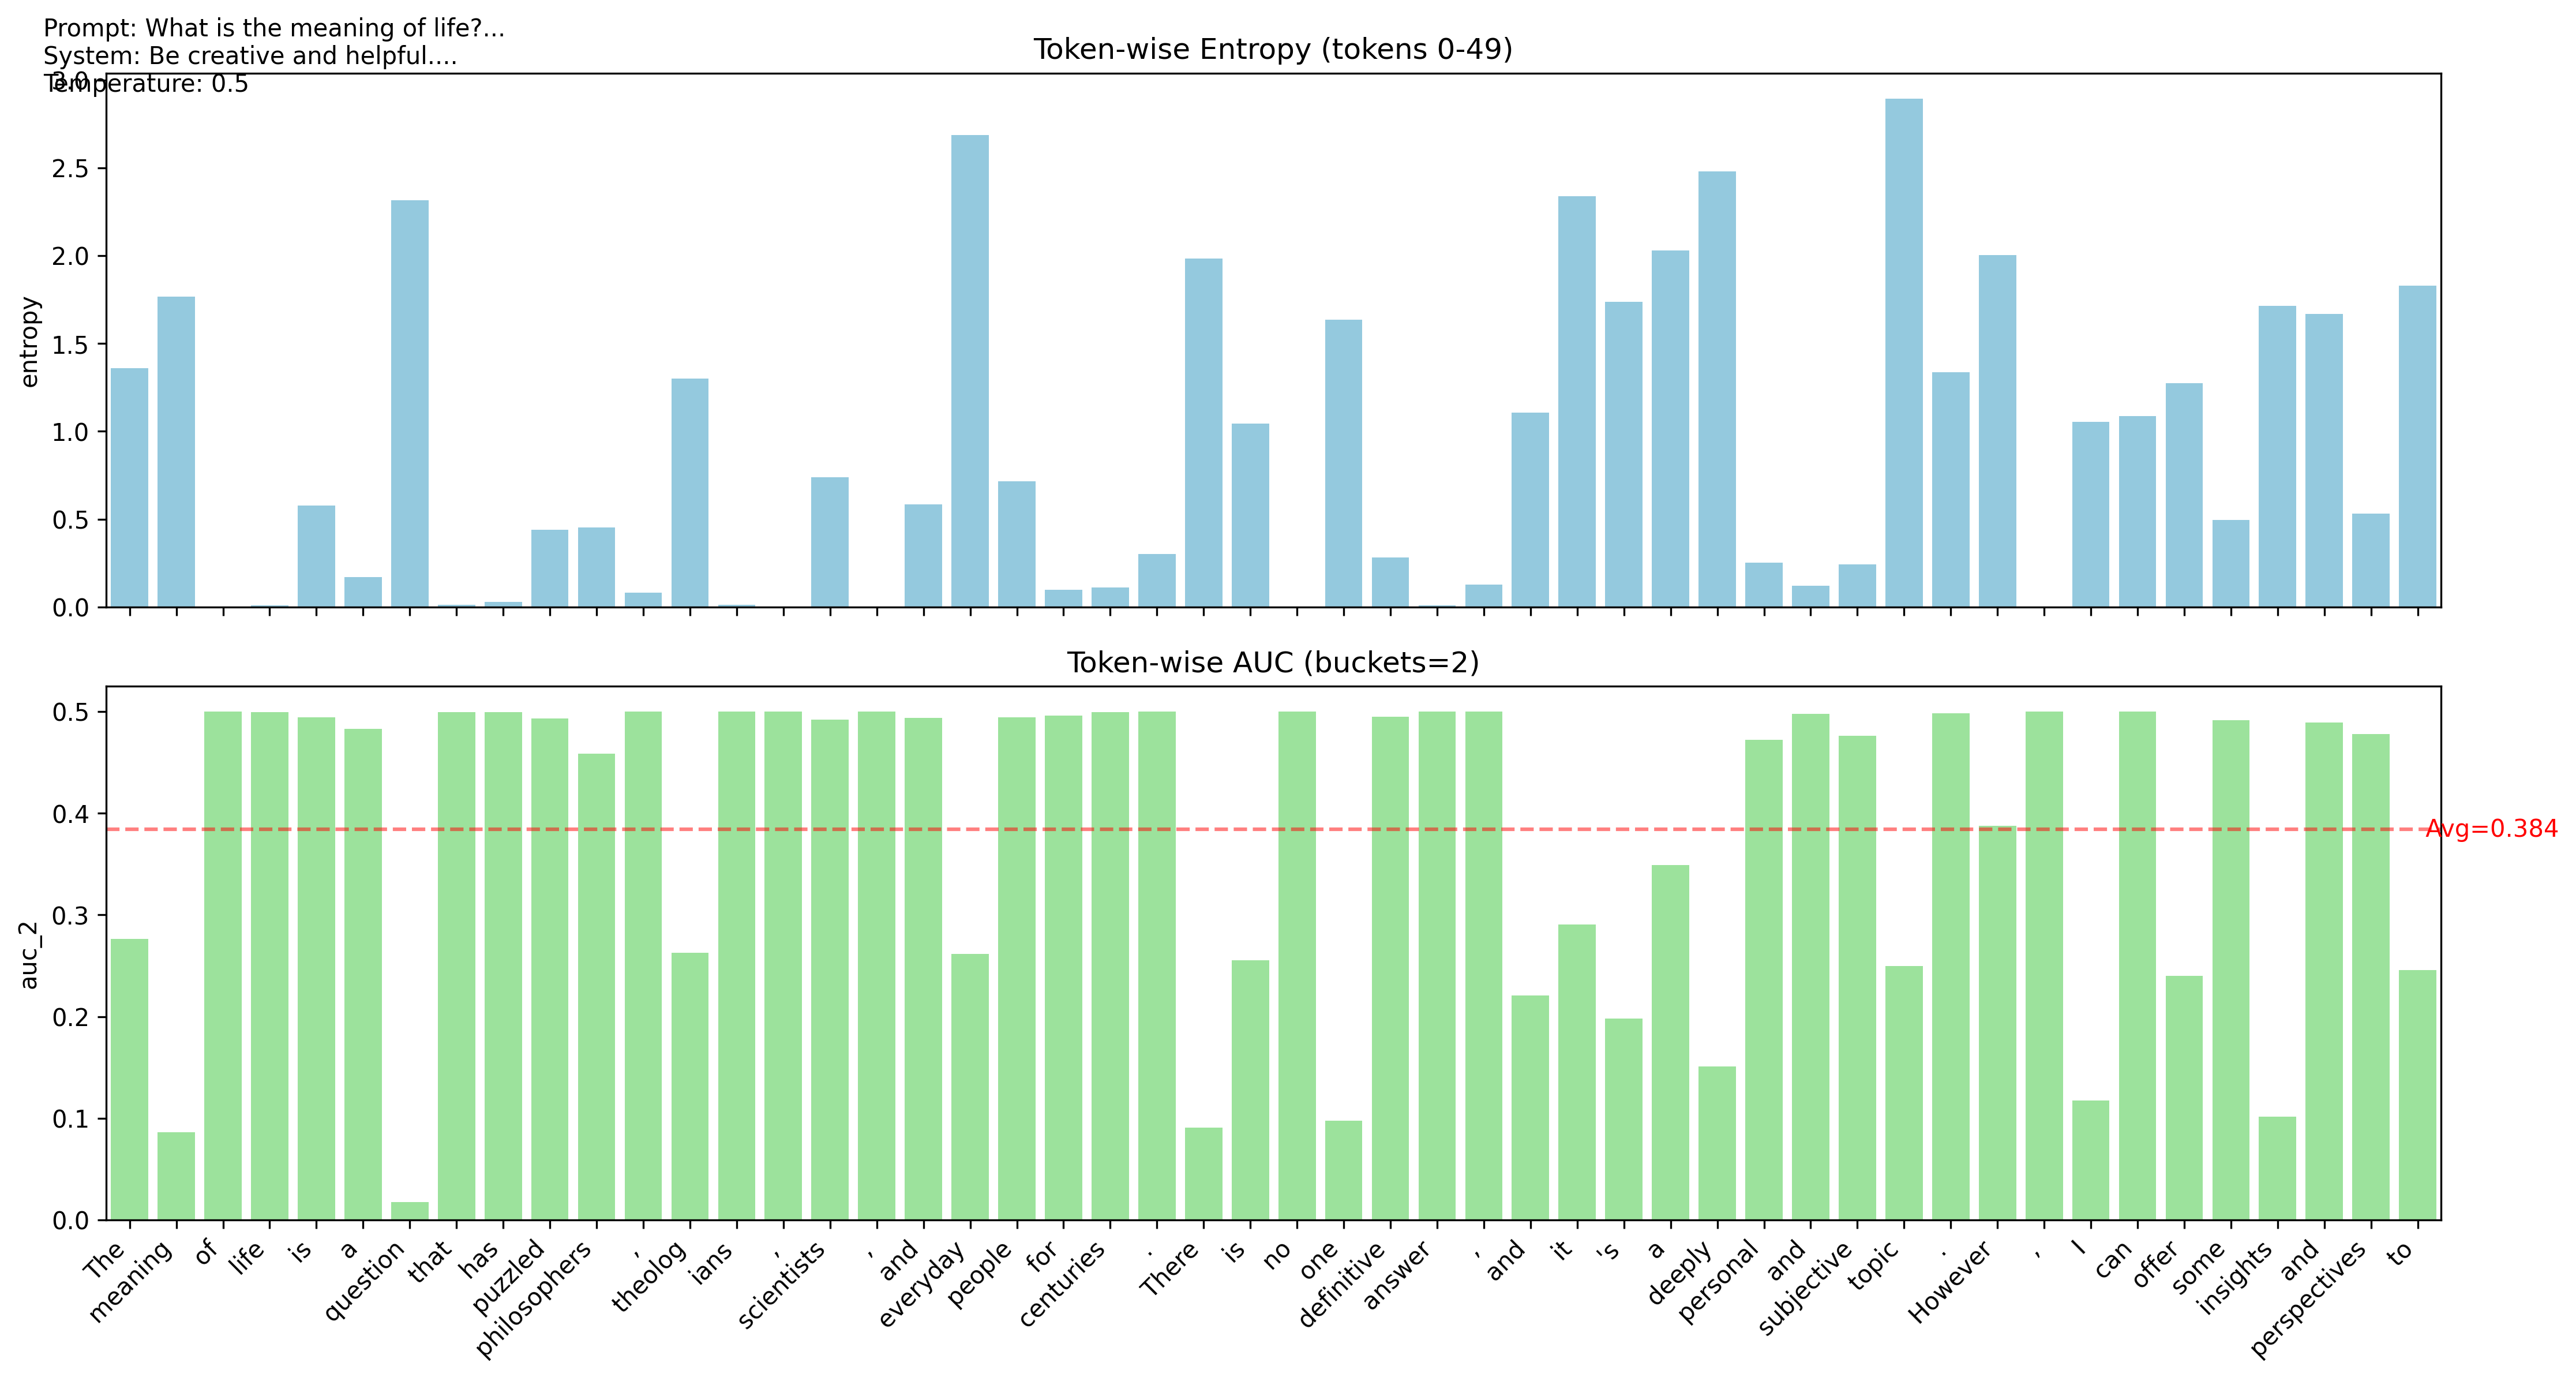 Prompt: What is the meaning of life?...
System: Be creative and helpful....
Temperature: 0.5
Token-wise Entropy (tokens 0-49)
3.0
2.5
2.0
1.5
1.0
0.5
0.0
entropy
Token-wise AUC (buckets=2)
0.5
0.4
0.3
0.2
0.1
0.0
auc_2
Avg=0.384
The
meaning
of
life
is
a
question
that
has
puzzled
philosophers
,
theolog
ians
,
scientists
,
and
everyday
people
for
centuries
.
There
is
no
one
definitive
answer
,
and
it
's
a
deeply
personal
and
subjective
topic
.
However
,
I
can
offer
some
insights
and
perspectives
to